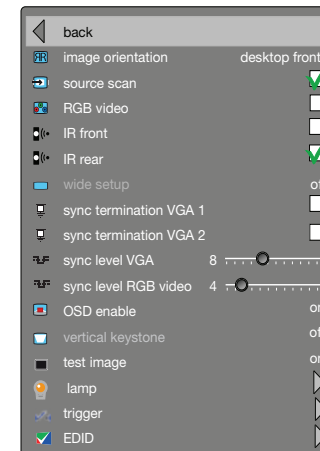 back
image orientation desktop front
source scan
RGB video
IR front
IR rear
wide setup
sync termination VGA 1
sync termination VGA 2
sync level VGA 8
sync level RGB video 4
OSD enable
vertical keystone
test image
lamp
trigger
EDID